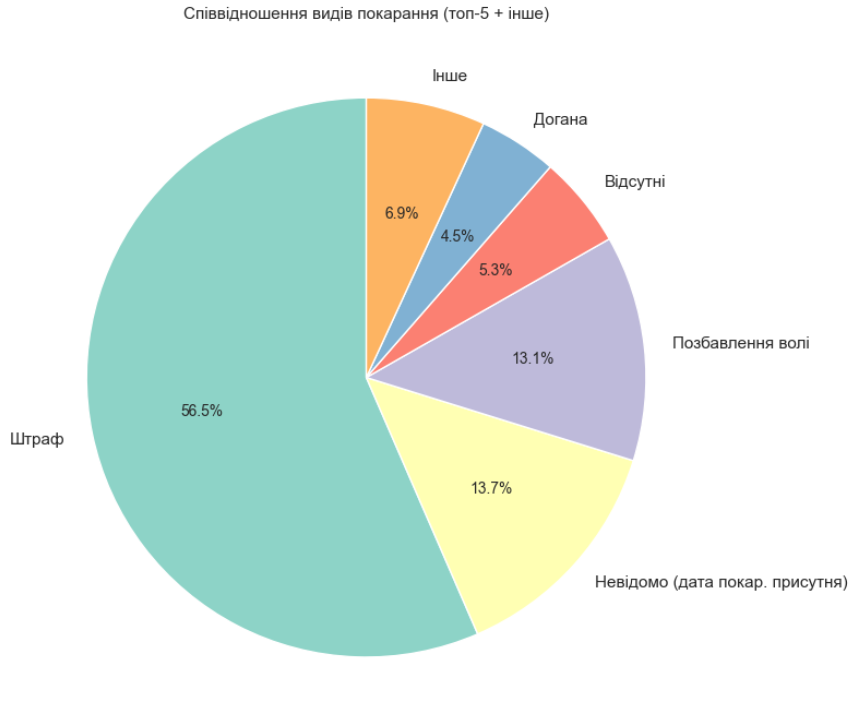 Співвідношення видів покарання (топ-5 + інше)
Інше
Догана
Відсутні
6.9%
4.5%
5.3%
Позбавлення волі
13.1%
56.5%
Штраф
13.7%
Невідомо (дата покар. присутня)